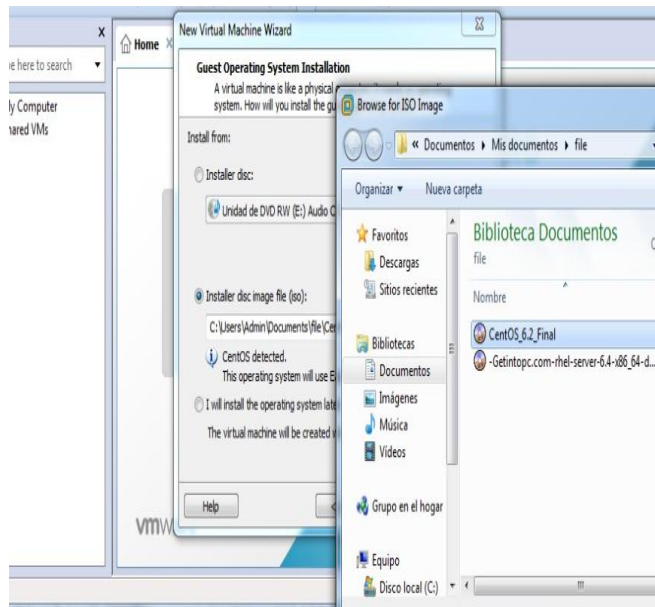 x
Home x
e here to search
y Computer
hared VMs
New Virtual Machine Wizard
Guest Operating System Installation
A virtual machine is like a physical
system. How will you install the gu
Install from:
Installer disc:
Unidad de DVD RW (E:) Audio C
Installer disc image file (iso):
C:\Users\Admin\Documents\file\Cer
CentOS detected.
This operating system will use E
I will install the operating system late
The virtual machine will be created
Help
<
vmw
Browse for ISO Image
« Documentos ▸ Mis documentos ▸ file
Organizar Nueva carpeta
Favoritos
Descargas
Sitios recientes
Bibliotecas
Documentos
Imágenes
Música
Vídeos
Grupo en el hogar
Equipo
Disco local (C:)
Biblioteca Documentos
file
Nombre
CentOS_6.2_Final
-Getintopc.com-rhel-server-6.4-x86_64-d...